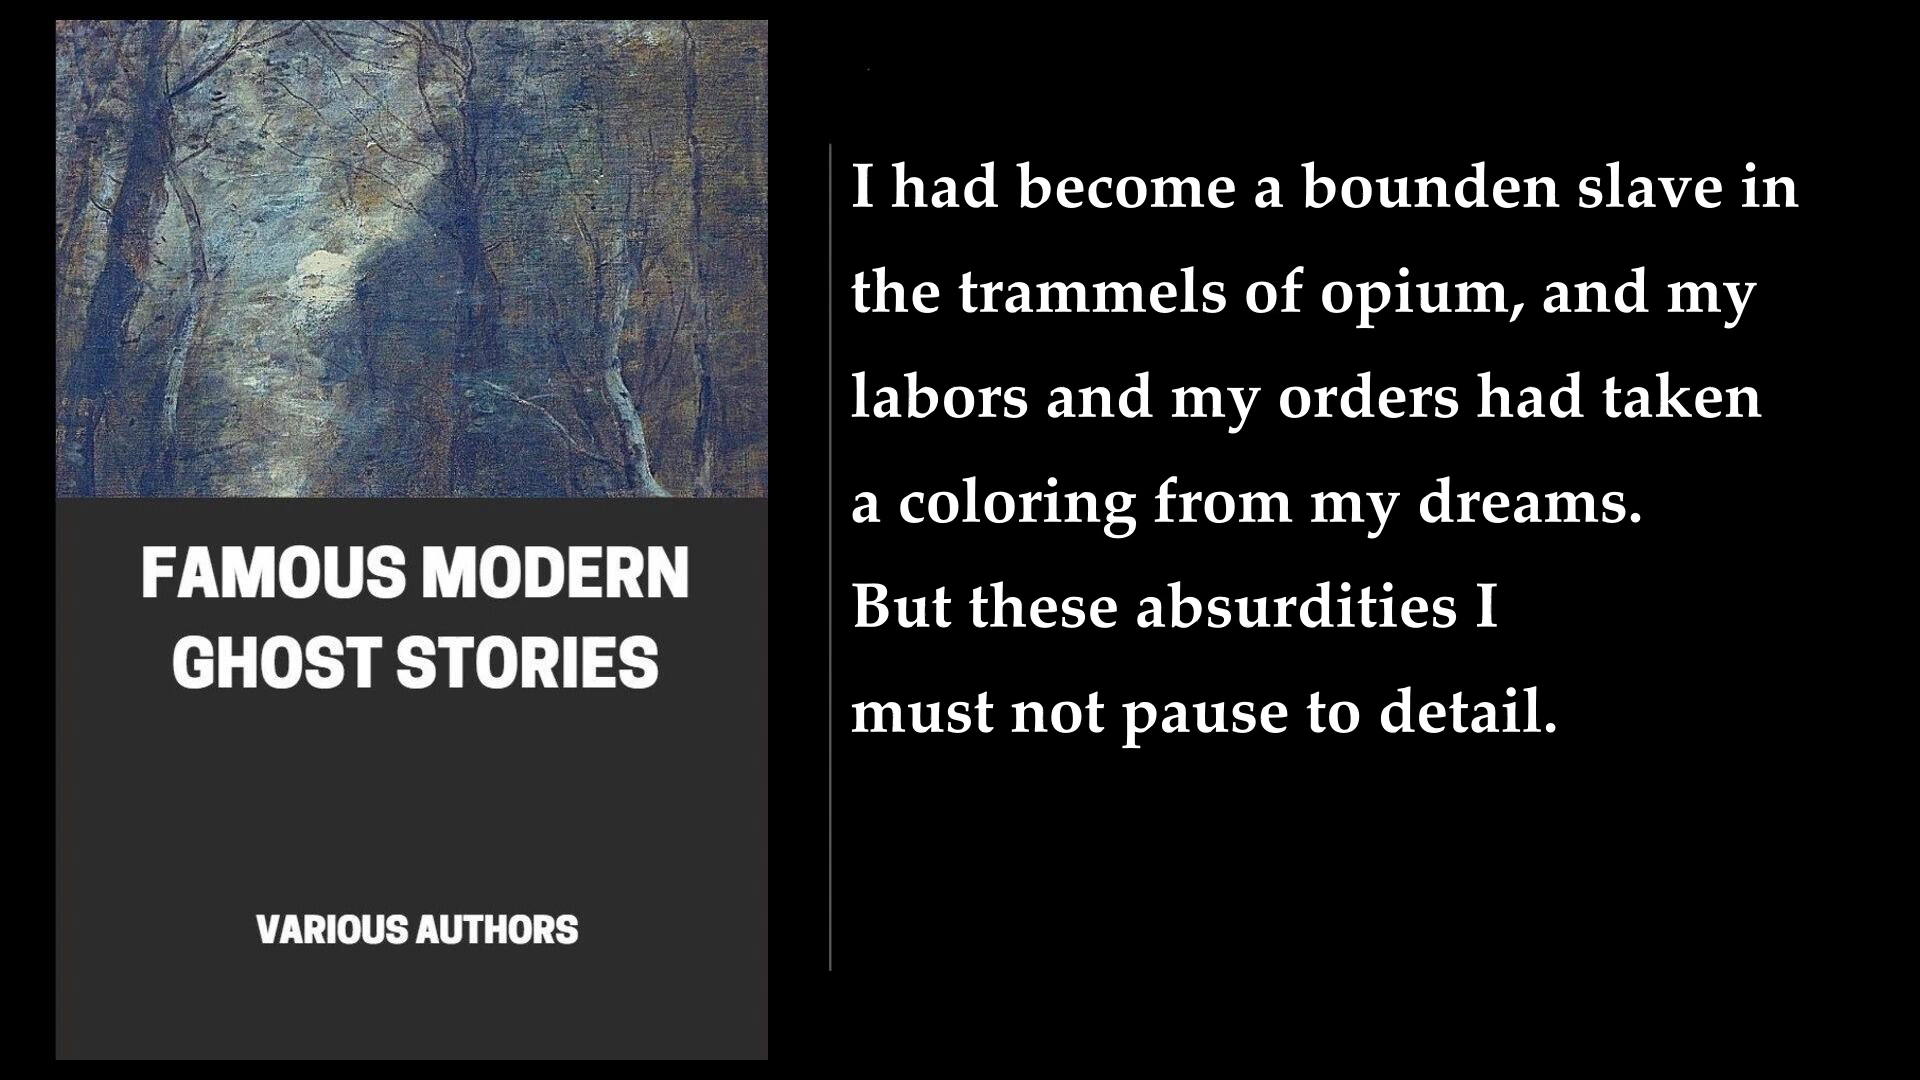 FAMOUS MODERN
GHOST STORIES
VARIOUS AUTHORS
I had become a bounden slave in
the trammels of opium, and my
labors and my orders had taken
a coloring from my dreams.
But these absurdities I
must not pause to detail.